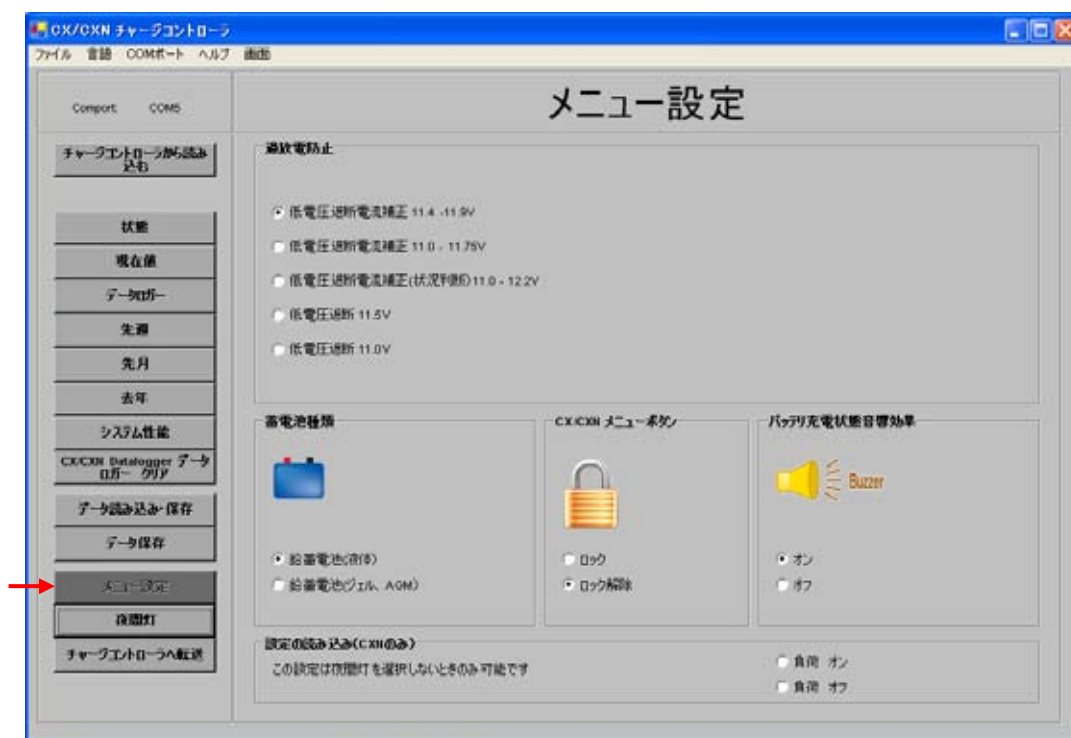 CX/CXN チャージコントローラ
ファイル 言語 COMポート ヘルプ 画面
Comport: COM5
メニュー設定
チャージコントローラから読み
込む
状態
現在値
データロガー
先週
先月
去年
システム性能
CX/CXN Datalogger データ
ロガー クリア
データ読み込み・保存
データ保存
メニュー設定
夜間灯
チャージコントローラへ転送
過放電防止
低電圧遮断電流補正 11.4 -11.9V
低電圧遮断電流補正 11.0 - 11.75V
低電圧遮断電流補正(状況判断)11.0 - 12.2V
低電圧遮断 11.5V
低電圧遮断 11.0V
蓄電池種類
鉛蓄電池(液体)
鉛蓄電池(ジェル、AGM)
CX/CXN メニューボタン
ロック
ロック解除
バッテリ充電状態音響効果
Buzzer
オン
オフ
設定の読み込み(CXNのみ)
この設定は夜間灯を選択しないときのみ可能です
負荷 オン
負荷 オフ